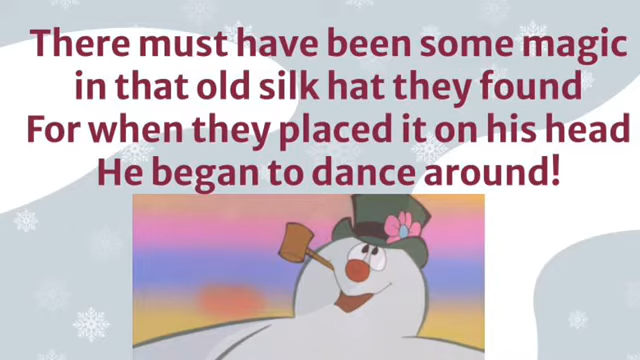 There must have been some magic
in that old silk hat they found
For when they placed it on his head
He began to dance around!